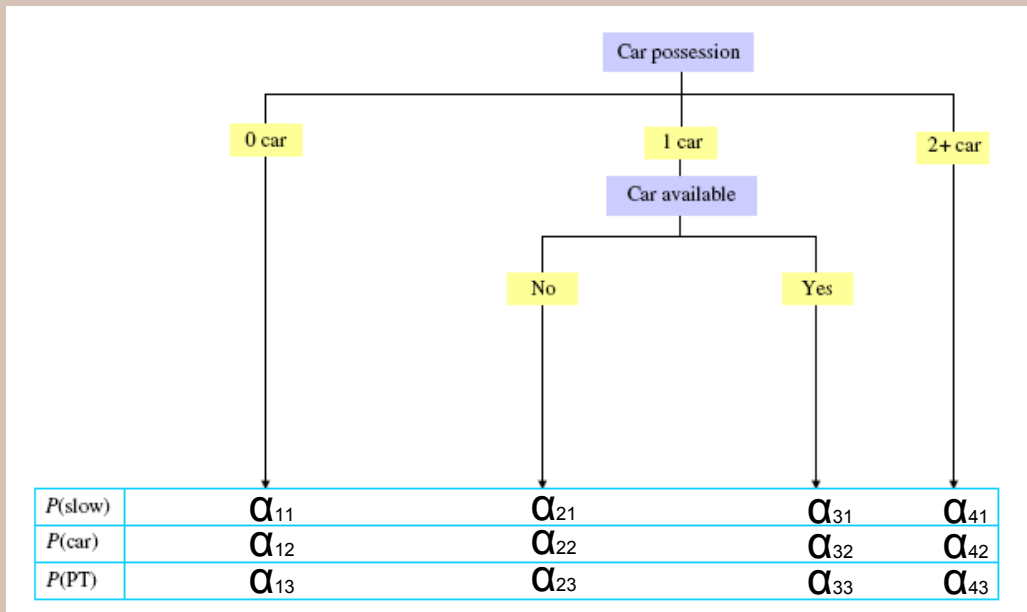 Car possession
0 car
1 car
2+ car
Car available
No
Yes
P(slow) α11 α21 α31 α41
P(car) α12 α22 α32 α42
P(PT) α13 α23 α33 α43